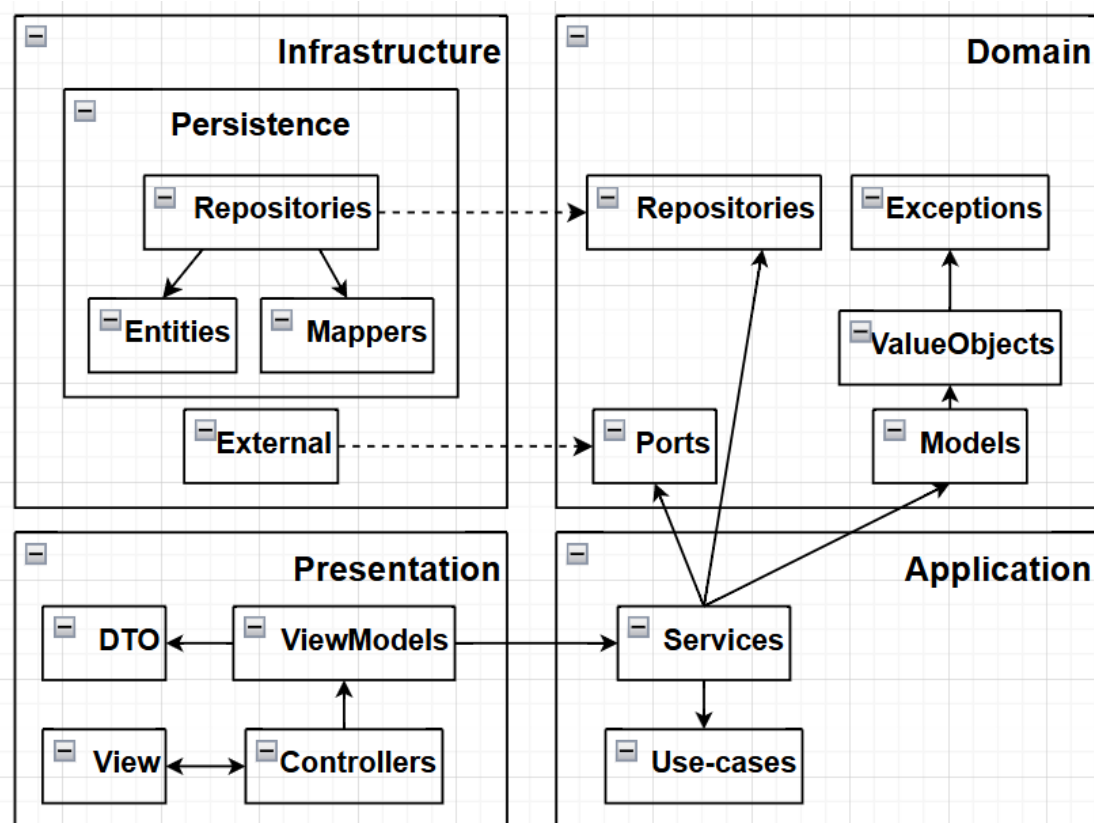 Infrastructure
Persistence
Repositories
Entities
Mappers
External
Domain
Repositories
Exceptions
ValueObjects
Ports
Models
Presentation
DTO
ViewModels
View
Controllers
Application
Services
Use-cases